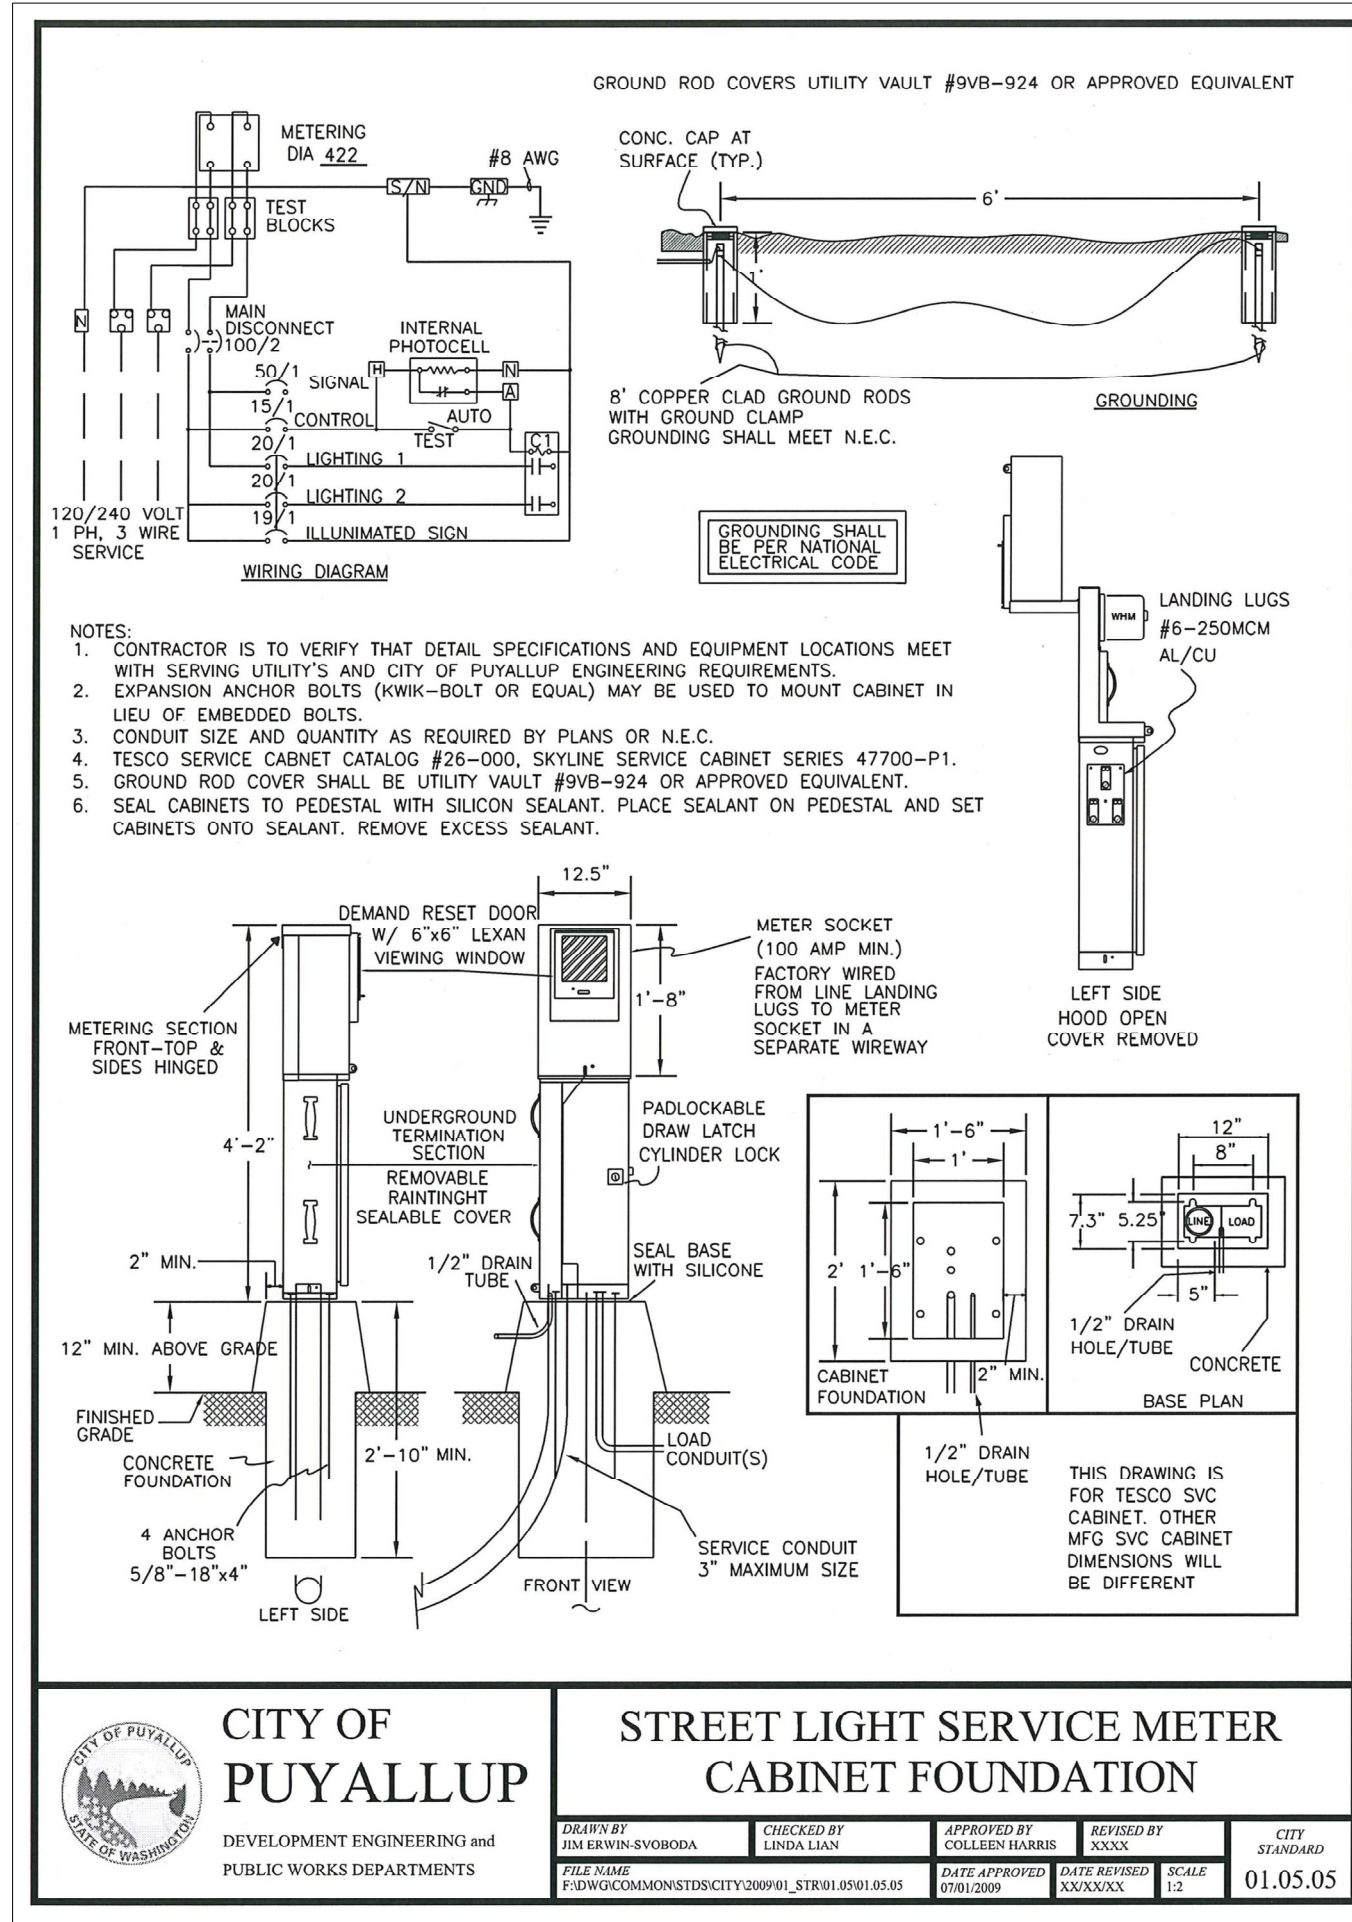 GROUND ROD COVERS UTILITY VAULT #9VB-924 OR APPROVED EQUIVALENT
METERING
DIA 422
#8 AWG
S/N
GND
TEST
BLOCKS
N
MAIN
DISCONNECT
100/2
INTERNAL
PHOTOCELL
50/1
SIGNAL
H
N
A
15/1
CONTROL
AUTO
TEST
C1
20/1
LIGHTING 1
20/1
LIGHTING 2
19/1
ILLUNIMATED SIGN
120/240 VOLT
1 PH, 3 WIRE
SERVICE
WIRING DIAGRAM
CONC. CAP AT
SURFACE (TYP.)
6'
1'
8' COPPER CLAD GROUND RODS
WITH GROUND CLAMP
GROUNDING SHALL MEET N.E.C.
GROUNDING
GROUNDING SHALL
BE PER NATIONAL
ELECTRICAL CODE
WHM
LANDING LUGS
#6-250MCM
AL/CU
LEFT SIDE
HOOD OPEN
COVER REMOVED
NOTES:
1. CONTRACTOR IS TO VERIFY THAT DETAIL SPECIFICATIONS AND EQUIPMENT LOCATIONS MEET
WITH SERVING UTILITY'S AND CITY OF PUYALLUP ENGINEERING REQUIREMENTS.
2. EXPANSION ANCHOR BOLTS (KWIK-BOLT OR EQUAL) MAY BE USED TO MOUNT CABINET IN
LIEU OF EMBEDDED BOLTS.
3. CONDUIT SIZE AND QUANTITY AS REQUIRED BY PLANS OR N.E.C.
4. TESCO SERVICE CABNET CATALOG #26-000, SKYLINE SERVICE CABINET SERIES 47700-P1.
5. GROUND ROD COVER SHALL BE UTILITY VAULT #9VB-924 OR APPROVED EQUIVALENT.
6. SEAL CABINETS TO PEDESTAL WITH SILICON SEALANT. PLACE SEALANT ON PEDESTAL AND SET
CABINETS ONTO SEALANT. REMOVE EXCESS SEALANT.
12.5"
DEMAND RESET DOOR
W/ 6"x6" LEXAN
VIEWING WINDOW
METER SOCKET
(100 AMP MIN.)
FACTORY WIRED
FROM LINE LANDING
LUGS TO METER
SOCKET IN A
SEPARATE WIREWAY
1'-8"
METERING SECTION
FRONT-TOP &
SIDES HINGED
4'-2"
UNDERGROUND
TERMINATION
SECTION
REMOVABLE
RAINTINGHT
SEALABLE COVER
PADLOCKABLE
DRAW LATCH
CYLINDER LOCK
2" MIN.
1/2" DRAIN
TUBE
SEAL BASE
WITH SILICONE
12" MIN. ABOVE GRADE
FINISHED
GRADE
CONCRETE
FOUNDATION
2'-10" MIN.
LOAD
CONDUIT(S)
4 ANCHOR
BOLTS
5/8"-18"x4"
SERVICE CONDUIT
3" MAXIMUM SIZE
LEFT SIDE
FRONT VIEW
1'-6"
1'
2'
1'-6"
2" MIN.
CABINET
FOUNDATION
1/2" DRAIN
HOLE/TUBE
12"
8"
7.3"
5.25"
LINE
LOAD
5"
1/2" DRAIN
HOLE/TUBE
CONCRETE
BASE PLAN
THIS DRAWING IS
FOR TESCO SVC
CABINET. OTHER
MFG SVC CABINET
DIMENSIONS WILL
BE DIFFERENT
CITY OF PUYALLUP
STATE OF WASHINGTON
CITY OF
PUYALLUP
DEVELOPMENT ENGINEERING and
PUBLIC WORKS DEPARTMENTS
STREET LIGHT SERVICE METER
CABINET FOUNDATION
DRAWN BY
JIM ERWIN-SVOBODA
CHECKED BY
LINDA LIAN
APPROVED BY
COLLEEN HARRIS
REVISED BY
XXXX
CITY
STANDARD
01.05.05
FILE NAME
F:\DWG\COMMON\STDS\CITY\2009\01_STR\01.05\01.05.05
DATE APPROVED
07/01/2009
DATE REVISED
XX/XX/XX
SCALE
1:2